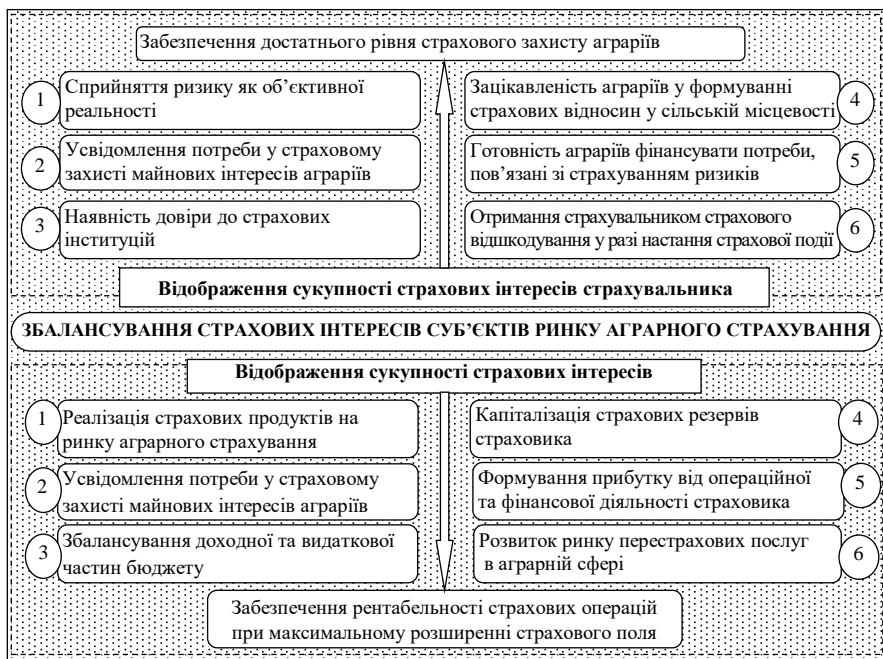 Забезпечення достатнього рівня страхового захисту аграріїв
1
Сприйняття ризику як об’єктивної
реальності
2
Усвідомлення потреби у страховому
захисті майнових інтересів аграріїв
3
Наявність довіри до страхових
інституцій
Зацікавленість аграріїв у формуванні
страхових відносин у сільській місцевості
4
Готовність аграріїв фінансувати потреби,
пов’язані зі страхуванням ризиків
5
Отримання страхувальником страхового
відшкодування у разі настання страхової події
6
Відображення сукупності страхових інтересів страхувальника
ЗБАЛАНСУВАННЯ СТРАХОВИХ ІНТЕРЕСІВ СУБ’ЄКТІВ РИНКУ АГРАРНОГО СТРАХУВАННЯ
Відображення сукупності страхових інтересів
1
Реалізація страхових продуктів на
ринку аграрного страхування
2
Усвідомлення потреби у страховому
захисті майнових інтересів аграріїв
3
Збалансування доходної та видаткової
частин бюджету
Капіталізація страхових резервів
страховика
4
Формування прибутку від операційної
та фінансової діяльності страховика
5
Розвиток ринку перестрахових послуг
в аграрній сфері
6
Забезпечення рентабельності страхових операцій
при максимальному розширенні страхового поля